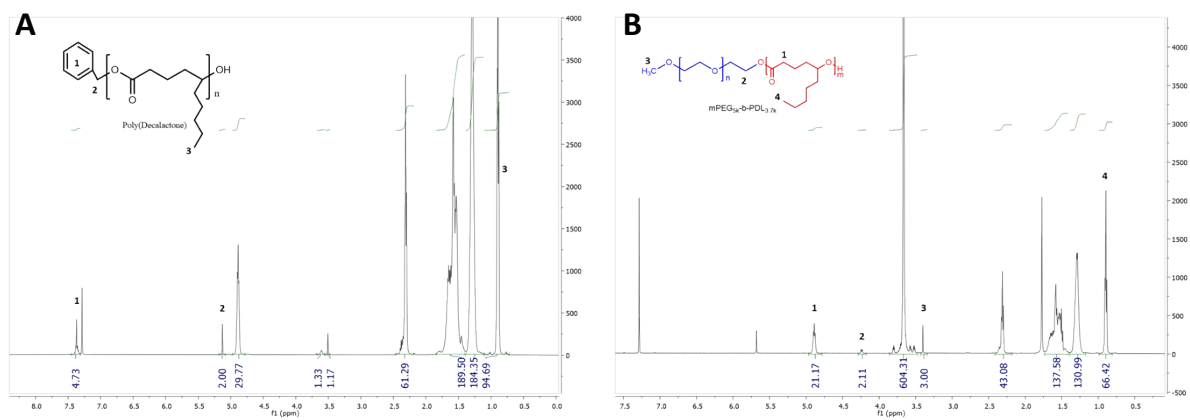 A
1
2
O
O
OH
n
Poly(Decalactone)
3
1
2
3
4000
3500
3000
2500
2000
1500
1000
500
0
4.73
2.00
29.77
1.33
1.17
61.29
189.50
184.35
94.69
8.0 7.5 7.0 6.5 6.0 5.5 5.0 4.5 4.0 3.5 3.0 2.5 2.0 1.5 1.0 0.5 0.0
f1 (ppm)
B
3
H3C
O
O
n
2
O
1
O
O
H
m
4
mPEG5k-b-PDL3.7k
1
2
3
4
4000
3500
3000
2500
2000
1500
1000
500
0
-500
21.17
2.11
604.31
3.00
43.08
137.58
130.99
66.42
7.5 7.0 6.5 6.0 5.5 5.0 4.5 4.0 3.5 3.0 2.5 2.0 1.5 1.0 0.5
f1 (ppm)